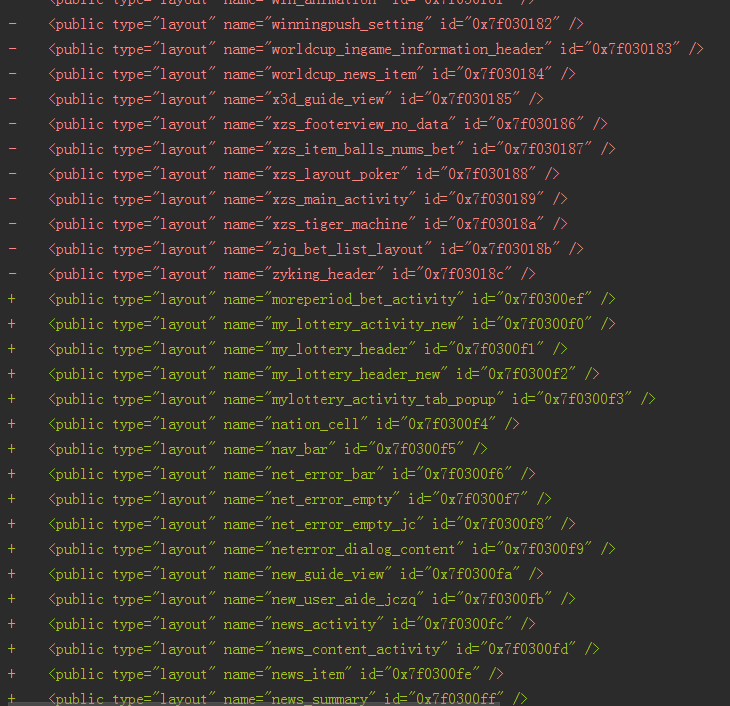 <public type="layout" name="win_animation" id="0x7f030181" />
-    <public type="layout" name="winningpush_setting" id="0x7f030182" />
-    <public type="layout" name="worldcup_ingame_information_header" id="0x7f030183" />
-    <public type="layout" name="worldcup_news_item" id="0x7f030184" />
-    <public type="layout" name="x3d_guide_view" id="0x7f030185" />
-    <public type="layout" name="xzs_footerview_no_data" id="0x7f030186" />
-    <public type="layout" name="xzs_item_balls_nums_bet" id="0x7f030187" />
-    <public type="layout" name="xzs_layout_poker" id="0x7f030188" />
-    <public type="layout" name="xzs_main_activity" id="0x7f030189" />
-    <public type="layout" name="xzs_tiger_machine" id="0x7f03018a" />
-    <public type="layout" name="zjq_bet_list_layout" id="0x7f03018b" />
-    <public type="layout" name="zyking_header" id="0x7f03018c" />
+    <public type="layout" name="moreperiod_bet_activity" id="0x7f0300ef" />
+    <public type="layout" name="my_lottery_activity_new" id="0x7f0300f0" />
+    <public type="layout" name="my_lottery_header" id="0x7f0300f1" />
+    <public type="layout" name="my_lottery_header_new" id="0x7f0300f2" />
+    <public type="layout" name="mylottery_activity_tab_popup" id="0x7f0300f3" />
+    <public type="layout" name="nation_cell" id="0x7f0300f4" />
+    <public type="layout" name="nav_bar" id="0x7f0300f5" />
+    <public type="layout" name="net_error_bar" id="0x7f0300f6" />
+    <public type="layout" name="net_error_empty" id="0x7f0300f7" />
+    <public type="layout" name="net_error_empty_jc" id="0x7f0300f8" />
+    <public type="layout" name="neterror_dialog_content" id="0x7f0300f9" />
+    <public type="layout" name="new_guide_view" id="0x7f0300fa" />
+    <public type="layout" name="new_user_aide_jczq" id="0x7f0300fb" />
+    <public type="layout" name="news_activity" id="0x7f0300fc" />
+    <public type="layout" name="news_content_activity" id="0x7f0300fd" />
+    <public type="layout" name="news_item" id="0x7f0300fe" />
+    <public type="layout" name="news_summary" id="0x7f0300ff" />